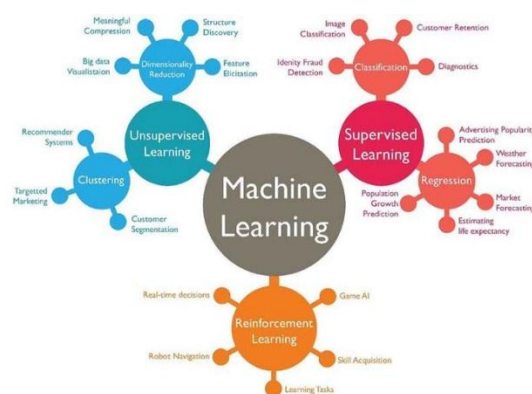 Meaningful
Compression
Structure
Discovery
Big data
Visualistaion
Dimensionality
Reduction
Feature
Elicitation
Unsupervised
Learning
Recommender
Systems
Clustering
Targetted
Marketing
Customer
Segmentation
Image
Classification
Customer Retention
Idenity Fraud
Detection
Classification
Diagnostics
Supervised
Learning
Advertising Popularity
Prediction
Weather
Forecasting
Regression
Population
Growth
Prediction
Market
Forecasting
Estimating
life expectancy
Machine
Learning
Real-time decisions
Game AI
Reinforcement
Learning
Robot Navigation
Skill Acquisition
Learning Tasks